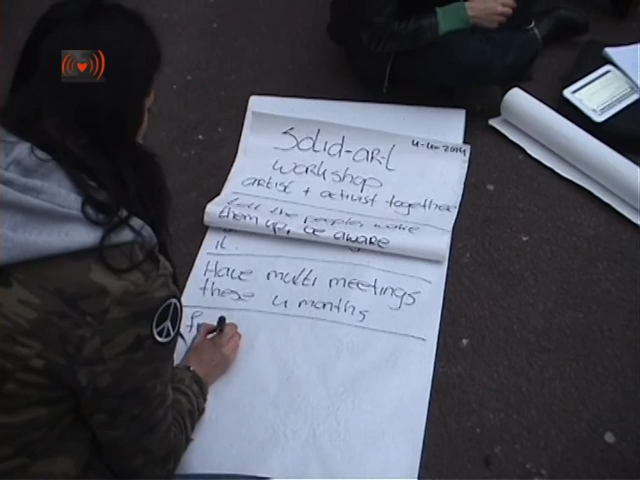 Solid-art
4-4-2014
workshop
artist + activist together
tell the people, wake
them up, be aware
it.
Have multi meetings
these 4 months